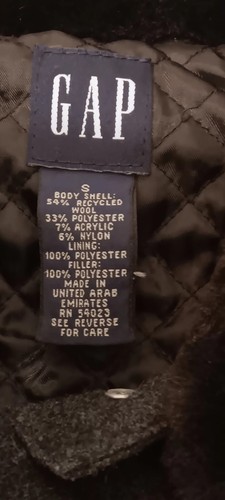 GAP
S
BODY SHELL:
54% RECYCLED
WOOL
33% POLYESTER
7% ACRYLIC
6% NYLON
LINING:
100% POLYESTER
FILLER:
100% POLYESTER
MADE IN
UNITED ARAB
EMIRATES
RN 54023
SEE REVERSE
FOR CARE